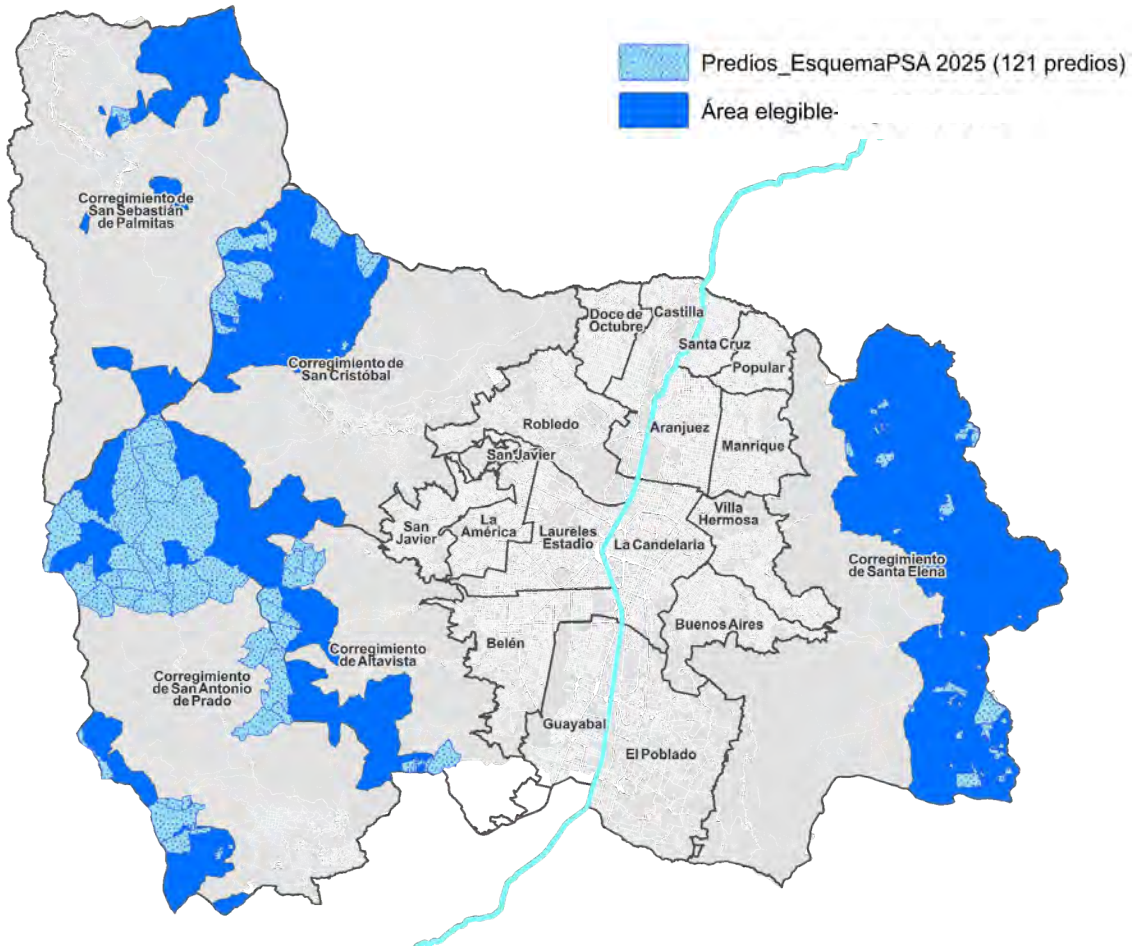 Predios_EsquemaPSA 2025 (121 predios)
Área elegible-
Corregimiento de
San Sebastián
de Palmitas
Doce de
Octubre
Castilla
Santa Cruz
Popular
Corregimiento de
San Cristóbal
Robledo
Aranjuez
Manrique
San Javier
San
Javier
La
América
Laureles
Estadio
La Candelaria
Villa
Hermosa
Corregimiento
de Santa Elena
Buenos Aires
Belén
Corregimiento
de Altavista
Corregimiento
de San Antonio
de Prado
Guayabal
El Poblado